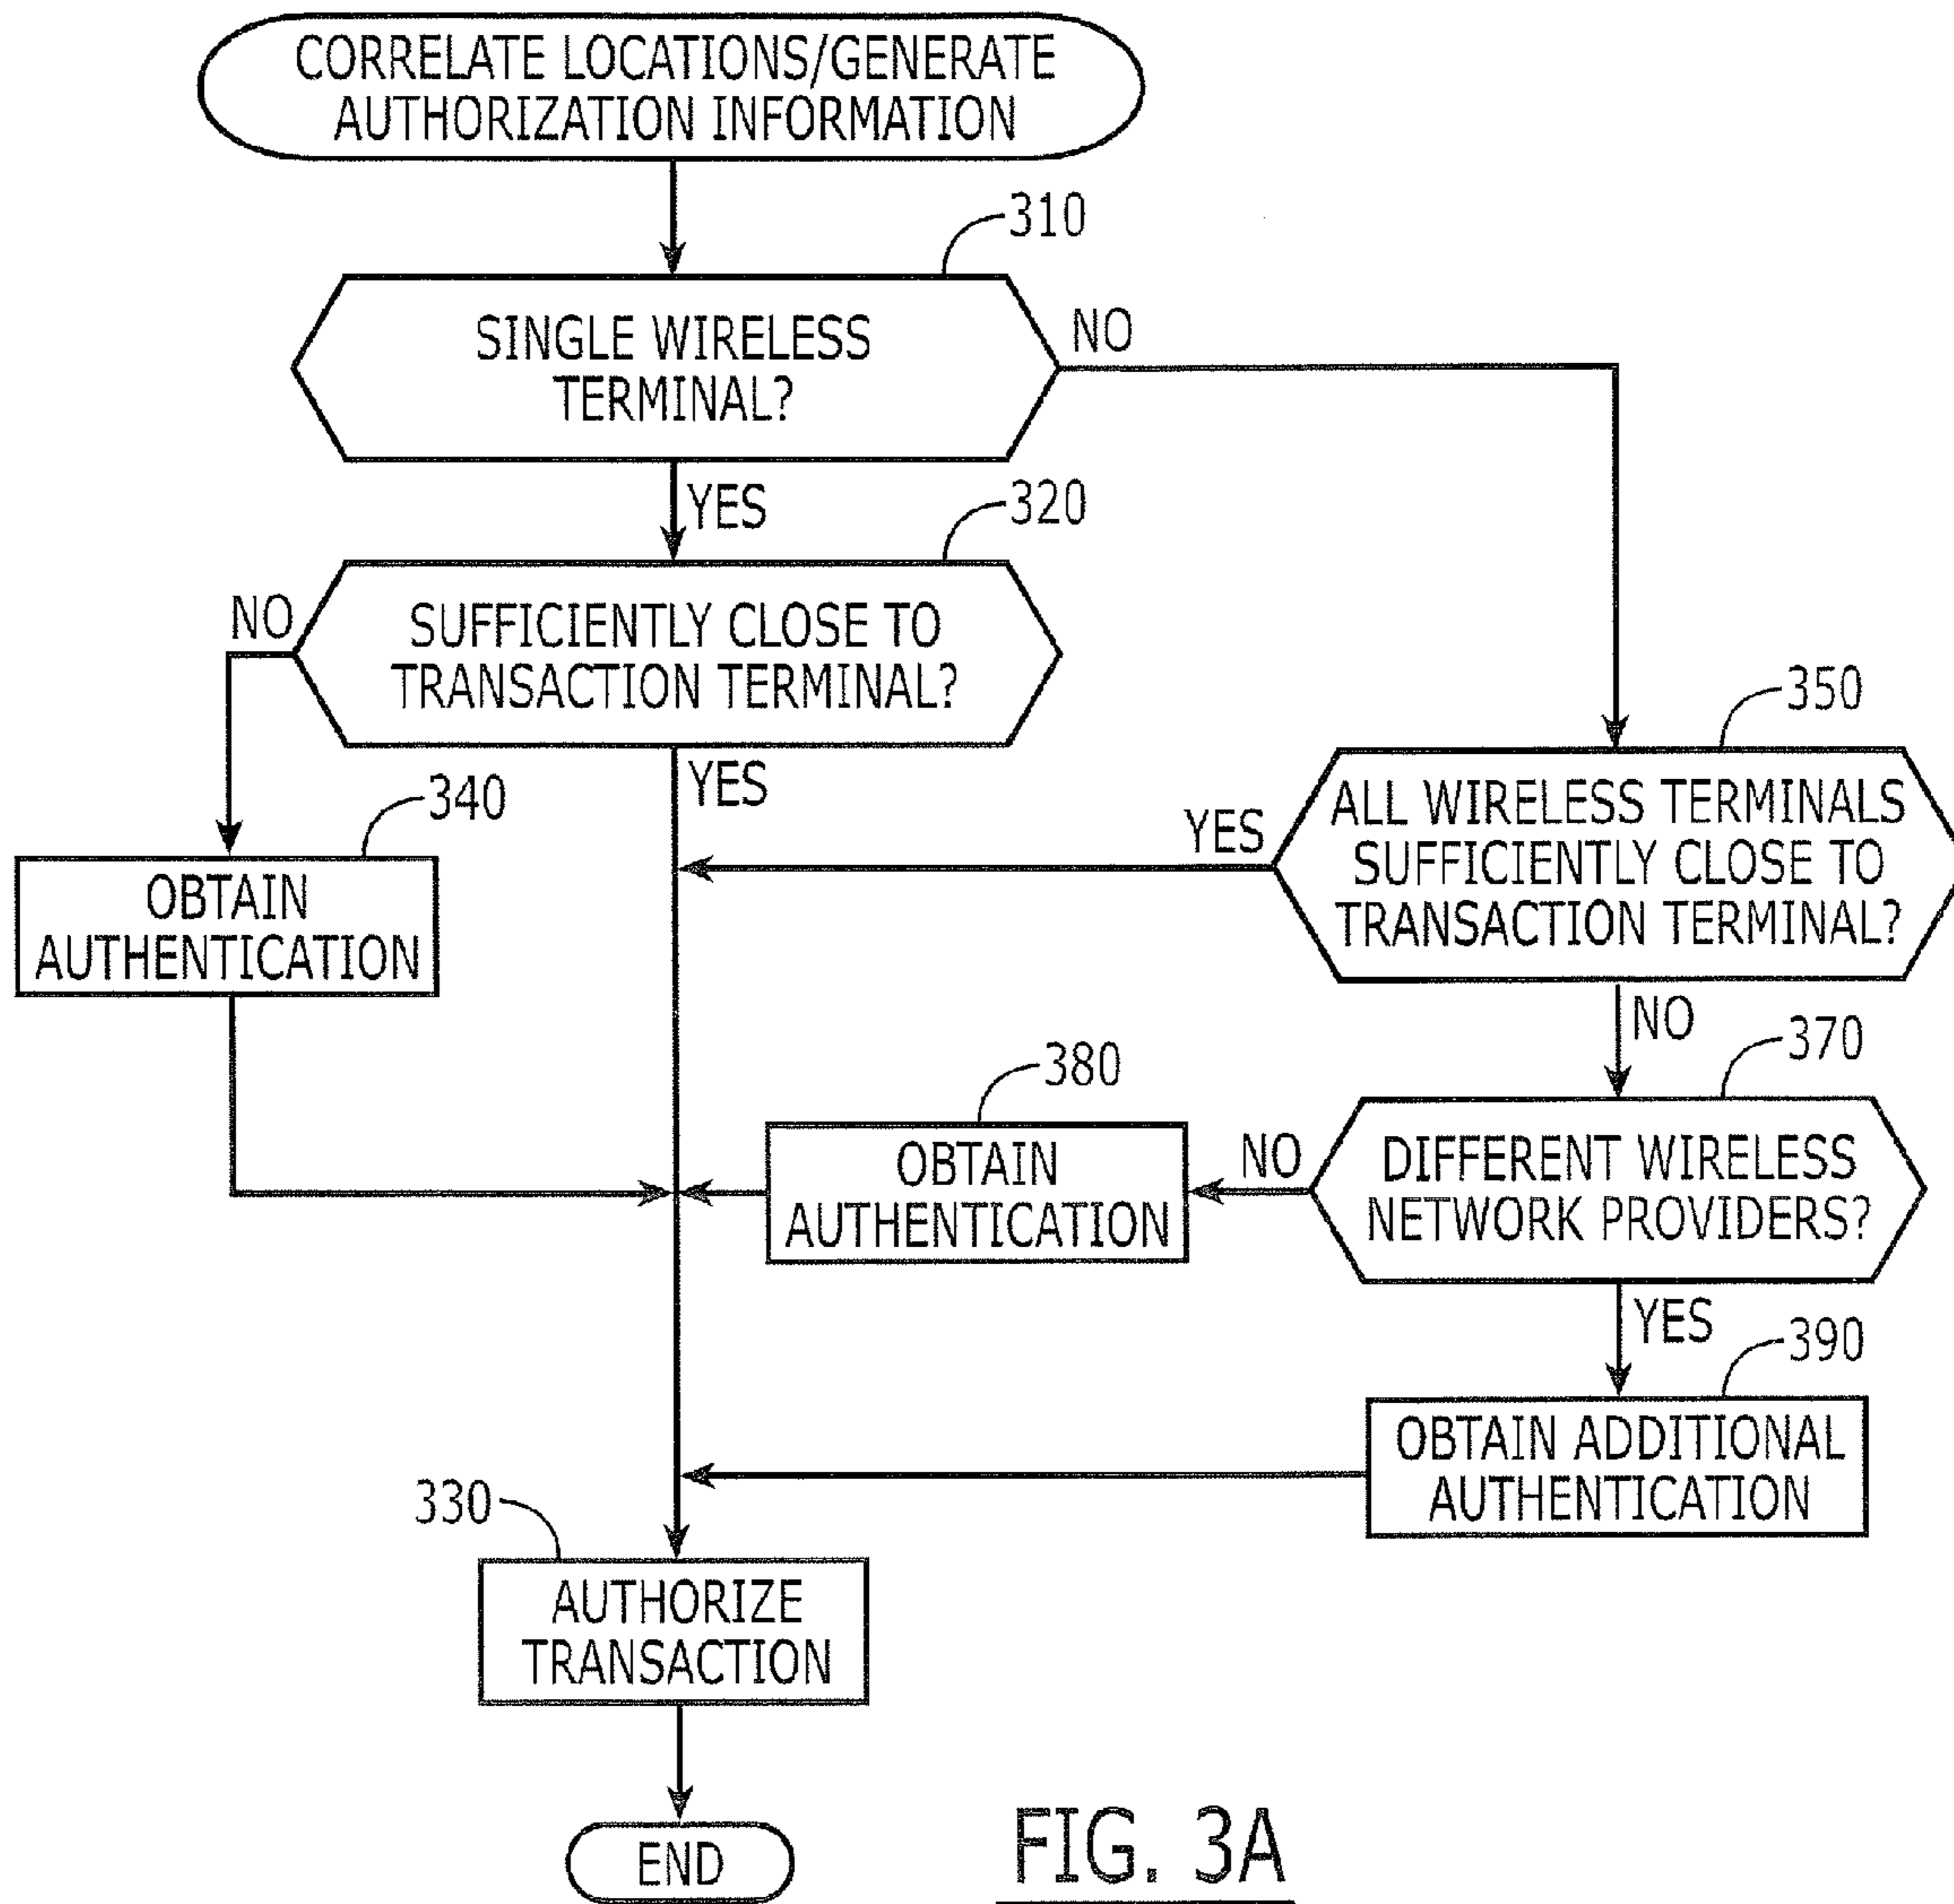 CORRELATE LOCATIONS/GENERATE
AUTHORIZATION INFORMATION
310
SINGLE WIRELESS
TERMINAL?
NO
YES
320
SUFFICIENTLY CLOSE TO
TRANSACTION TERMINAL?
NO
YES
340
OBTAIN
AUTHENTICATION
350
ALL WIRELESS TERMINALS
SUFFICIENTLY CLOSE TO
TRANSACTION TERMINAL?
YES
NO
370
DIFFERENT WIRELESS
NETWORK PROVIDERS?
NO
380
OBTAIN
AUTHENTICATION
YES
390
OBTAIN ADDITIONAL
AUTHENTICATION
330
AUTHORIZE
TRANSACTION
END
FIG. 3A